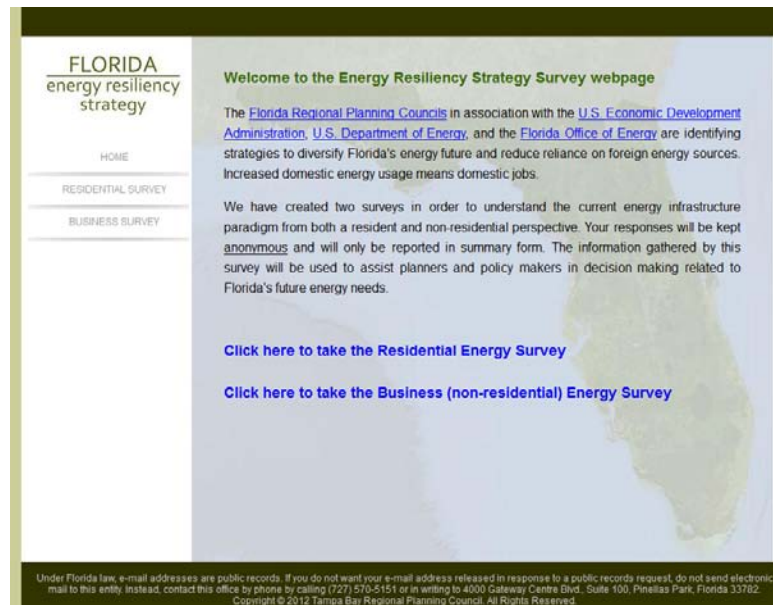 FLORIDA
energy resiliency
strategy
HOME
RESIDENTIAL SURVEY
BUSINESS SURVEY
Welcome to the Energy Resiliency Strategy Survey webpage
The Florida Regional Planning Councils in association with the U.S. Economic Development
Administration, U.S. Department of Energy, and the Florida Office of Energy are identifying
strategies to diversify Florida's energy future and reduce reliance on foreign energy sources.
Increased domestic energy usage means domestic jobs.
We have created two surveys in order to understand the current energy infrastructure
paradigm from both a resident and non-residential perspective. Your responses will be kept
anonymous and will only be reported in summary form. The information gathered by this
survey will be used to assist planners and policy makers in decision making related to
Florida's future energy needs.
Click here to take the Residential Energy Survey
Click here to take the Business (non-residential) Energy Survey
Under Florida law, e-mail addresses are public records. If you do not want your e-mail address released in response to a public records request, do not send electronic
mail to this entity. Instead, contact this office by phone by calling (727) 570-5151 or in writing to 4000 Gateway Centre Blvd., Suite 100, Pinellas Park, Florida 33782.
Copyright © 2012 Tampa Bay Regional Planning Council. All Rights Reserved.